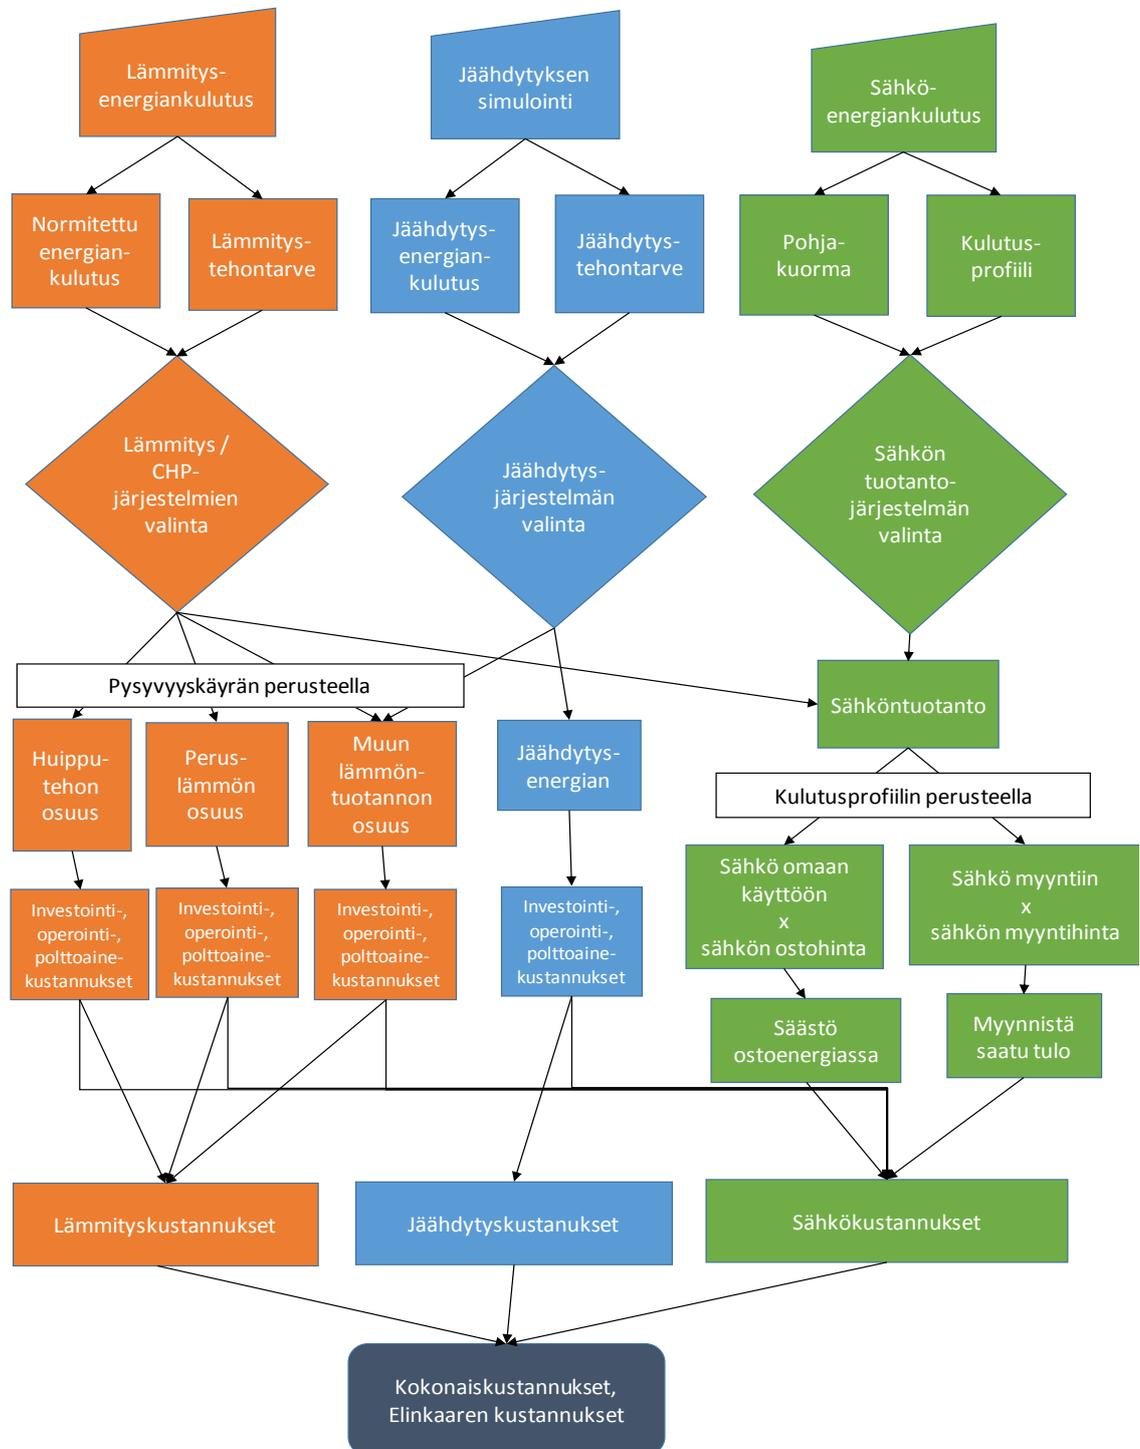 Lämmitys-
energiankulutus
Jäähdytyksen
simulointi
Sähkö-
energiankulutus
Normitettu
energian-
kulutus
Lämmitys-
tehontarve
Jäähdytys-
energian-
kulutus
Jäähdytys-
tehontarve
Pohja-
kuorma
Kulutus-
profiili
Lämmitys /
CHP-
järjestelmien
valinta
Jäähdytys-
järjestelmän
valinta
Sähkön
tuotanto-
järjestelmän
valinta
Pysyvyyskäyrän perusteella
Sähköntuotanto
Huippu-
tehon
osuus
Perus-
lämmön
osuus
Muun
lämmön-
tuotannon
osuus
Jäähdytys-
energian
Kulutusprofiilin perusteella
Sähkö omaan
käyttöön
x
sähkön ostohinta
Sähkö myyntiin
x
sähkön myyntihinta
Investointi-,
operointi-,
polttoaine-
kustannukset
Investointi-,
operointi-,
polttoaine-
kustannukset
Investointi-,
operointi-,
polttoaine-
kustannukset
Investointi-,
operointi-,
polttoaine-
kustannukset
Säästö
ostoenergiassa
Myynnistä
saatu tulo
Lämmityskustannukset
Jäähdytyskustanukset
Sähkökustannukset
Kokonaiskustannukset,
Elinkaaren kustannukset